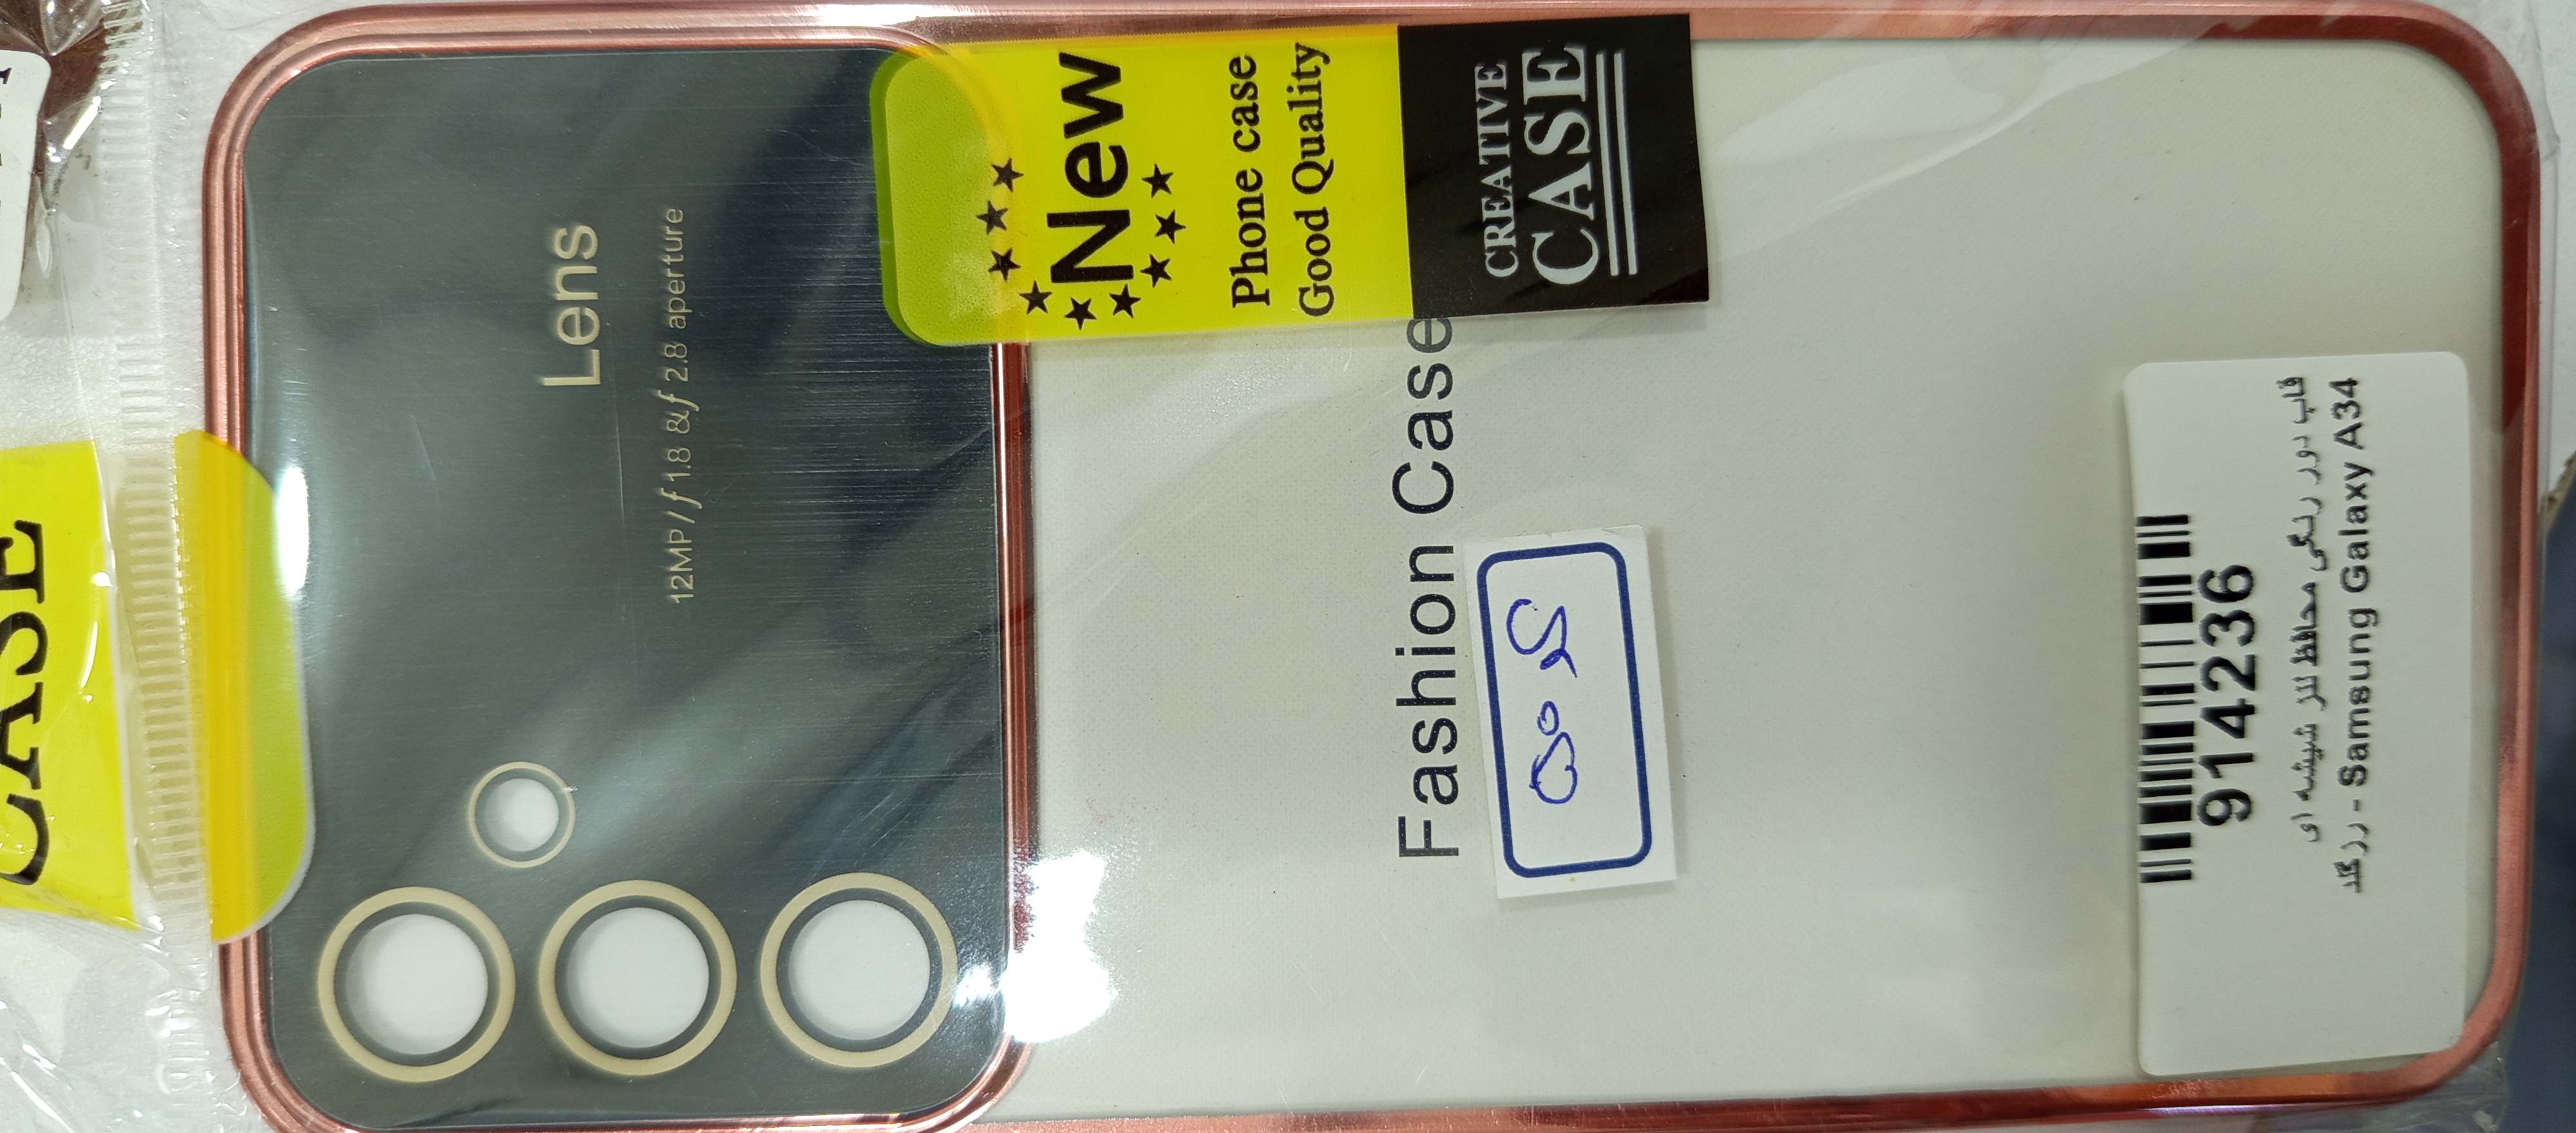 CASE
Lens
12MP / ƒ 1.8 &ƒ 2.8 aperture
New
Phone case
Good Quality
CREATIVE
CASE
Fashion Case
914236
قاب دور رنگی محافظ لنز شیشه ای
Samsung Galaxy A34 - رزگلد